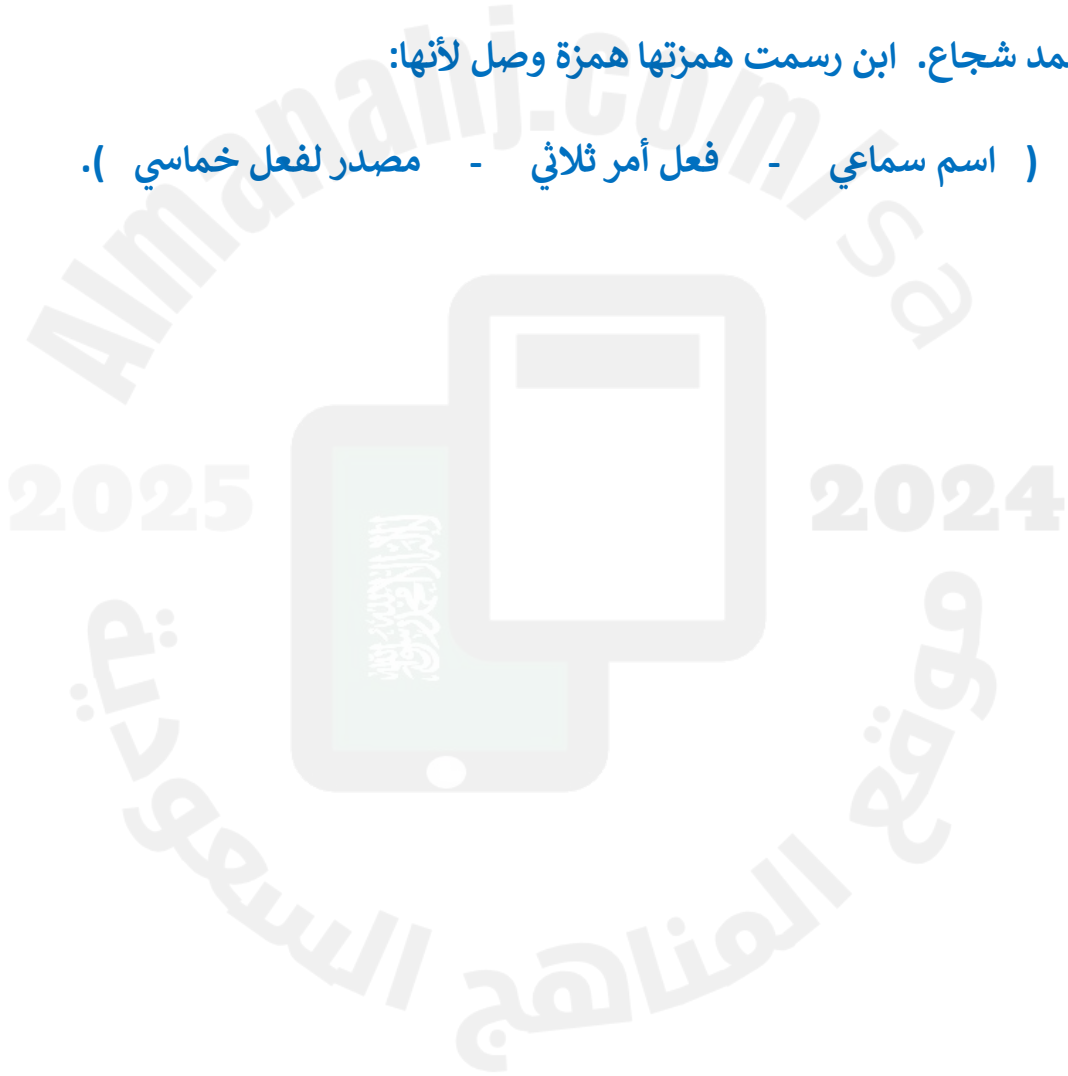 شجاع. ابن رسمت همزتها همزة وصل لأنها:
( اسم سماعي - فعل أمر ثلاثي - مصدر لفعل خماسي ).
Almanahj.com/sa
2025 2024
موقع المناهج السعودية